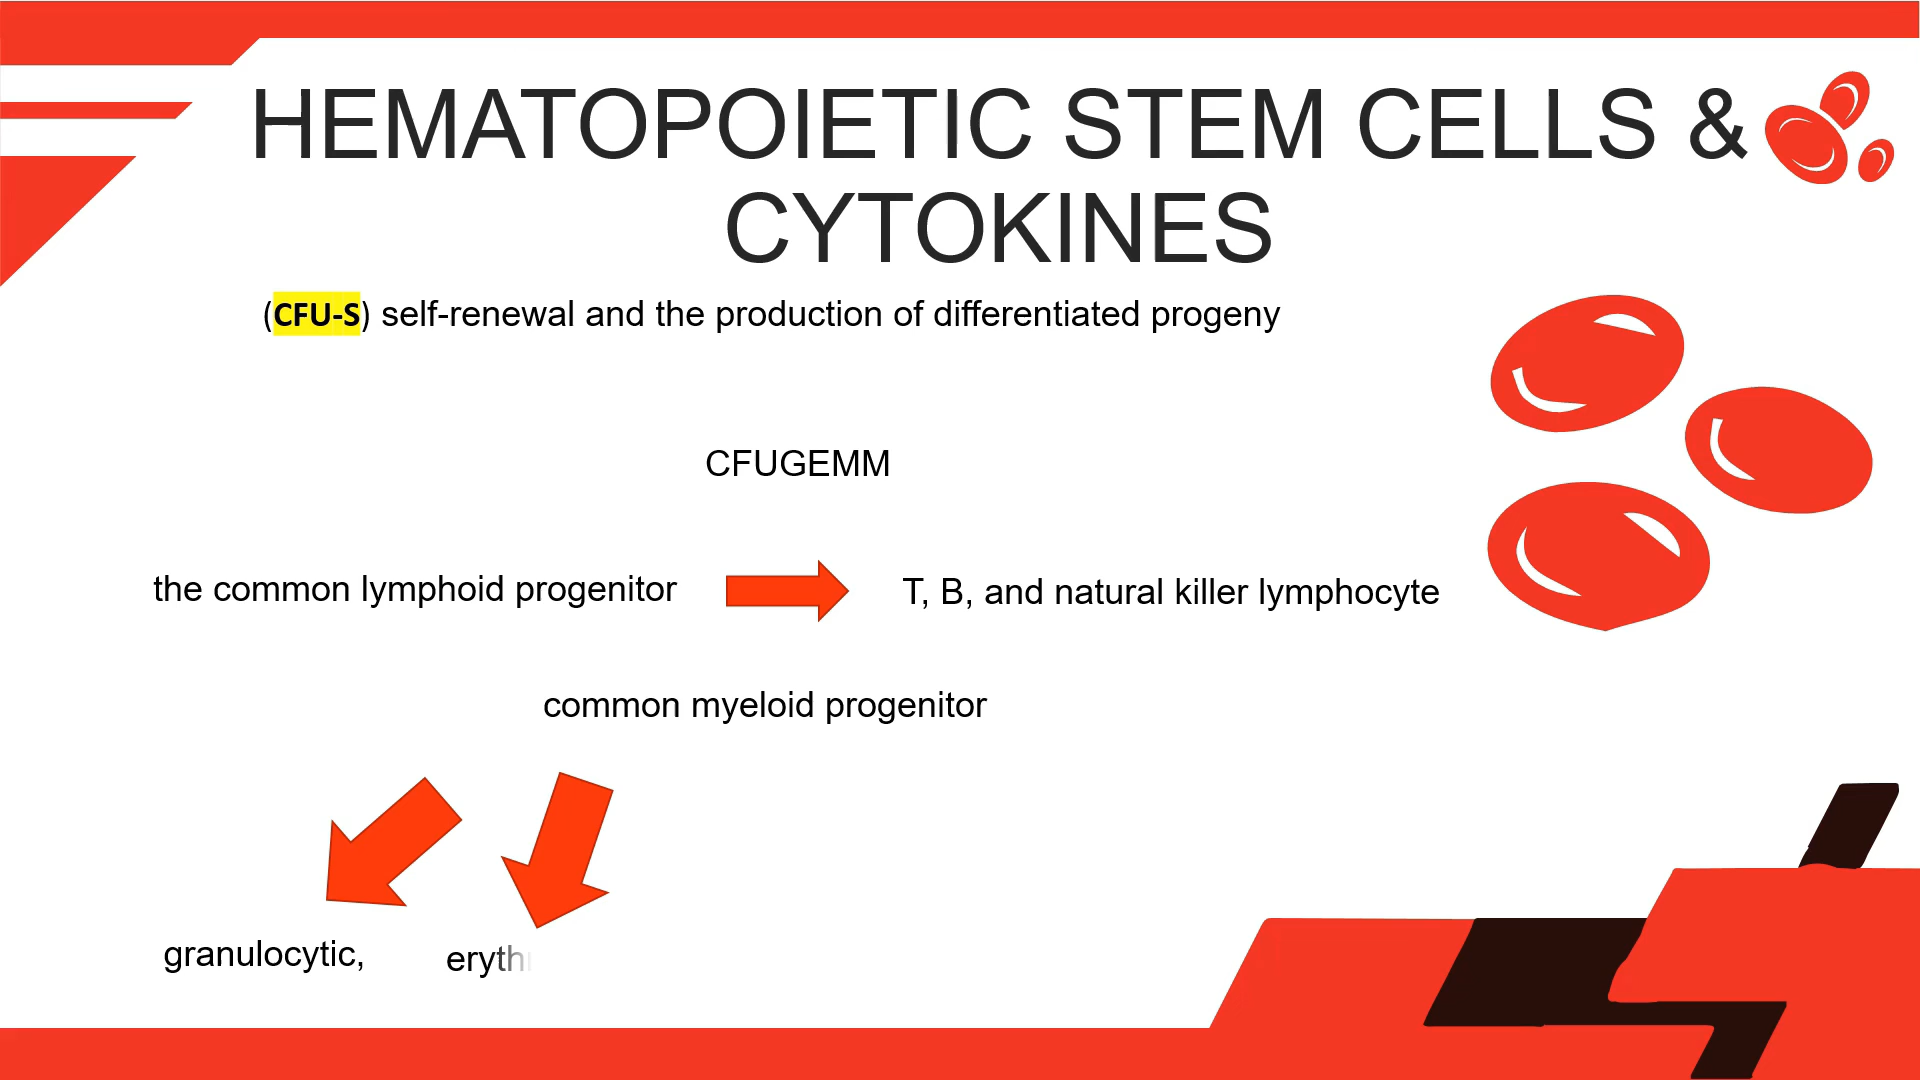 HEMATOPOIETIC STEM CELLS &
CYTOKINES
(CFU-S) self-renewal and the production of differentiated progeny
CFUGEMM
the common lymphoid progenitor
T, B, and natural killer lymphocyte
common myeloid progenitor
granulocytic,